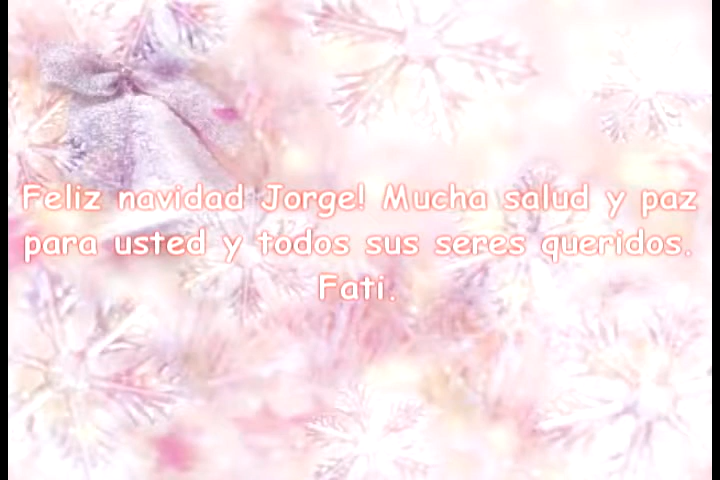 Feliz navidad Jorge! Mucha salud y paz
para usted y todos sus seres queridos.
Fati.